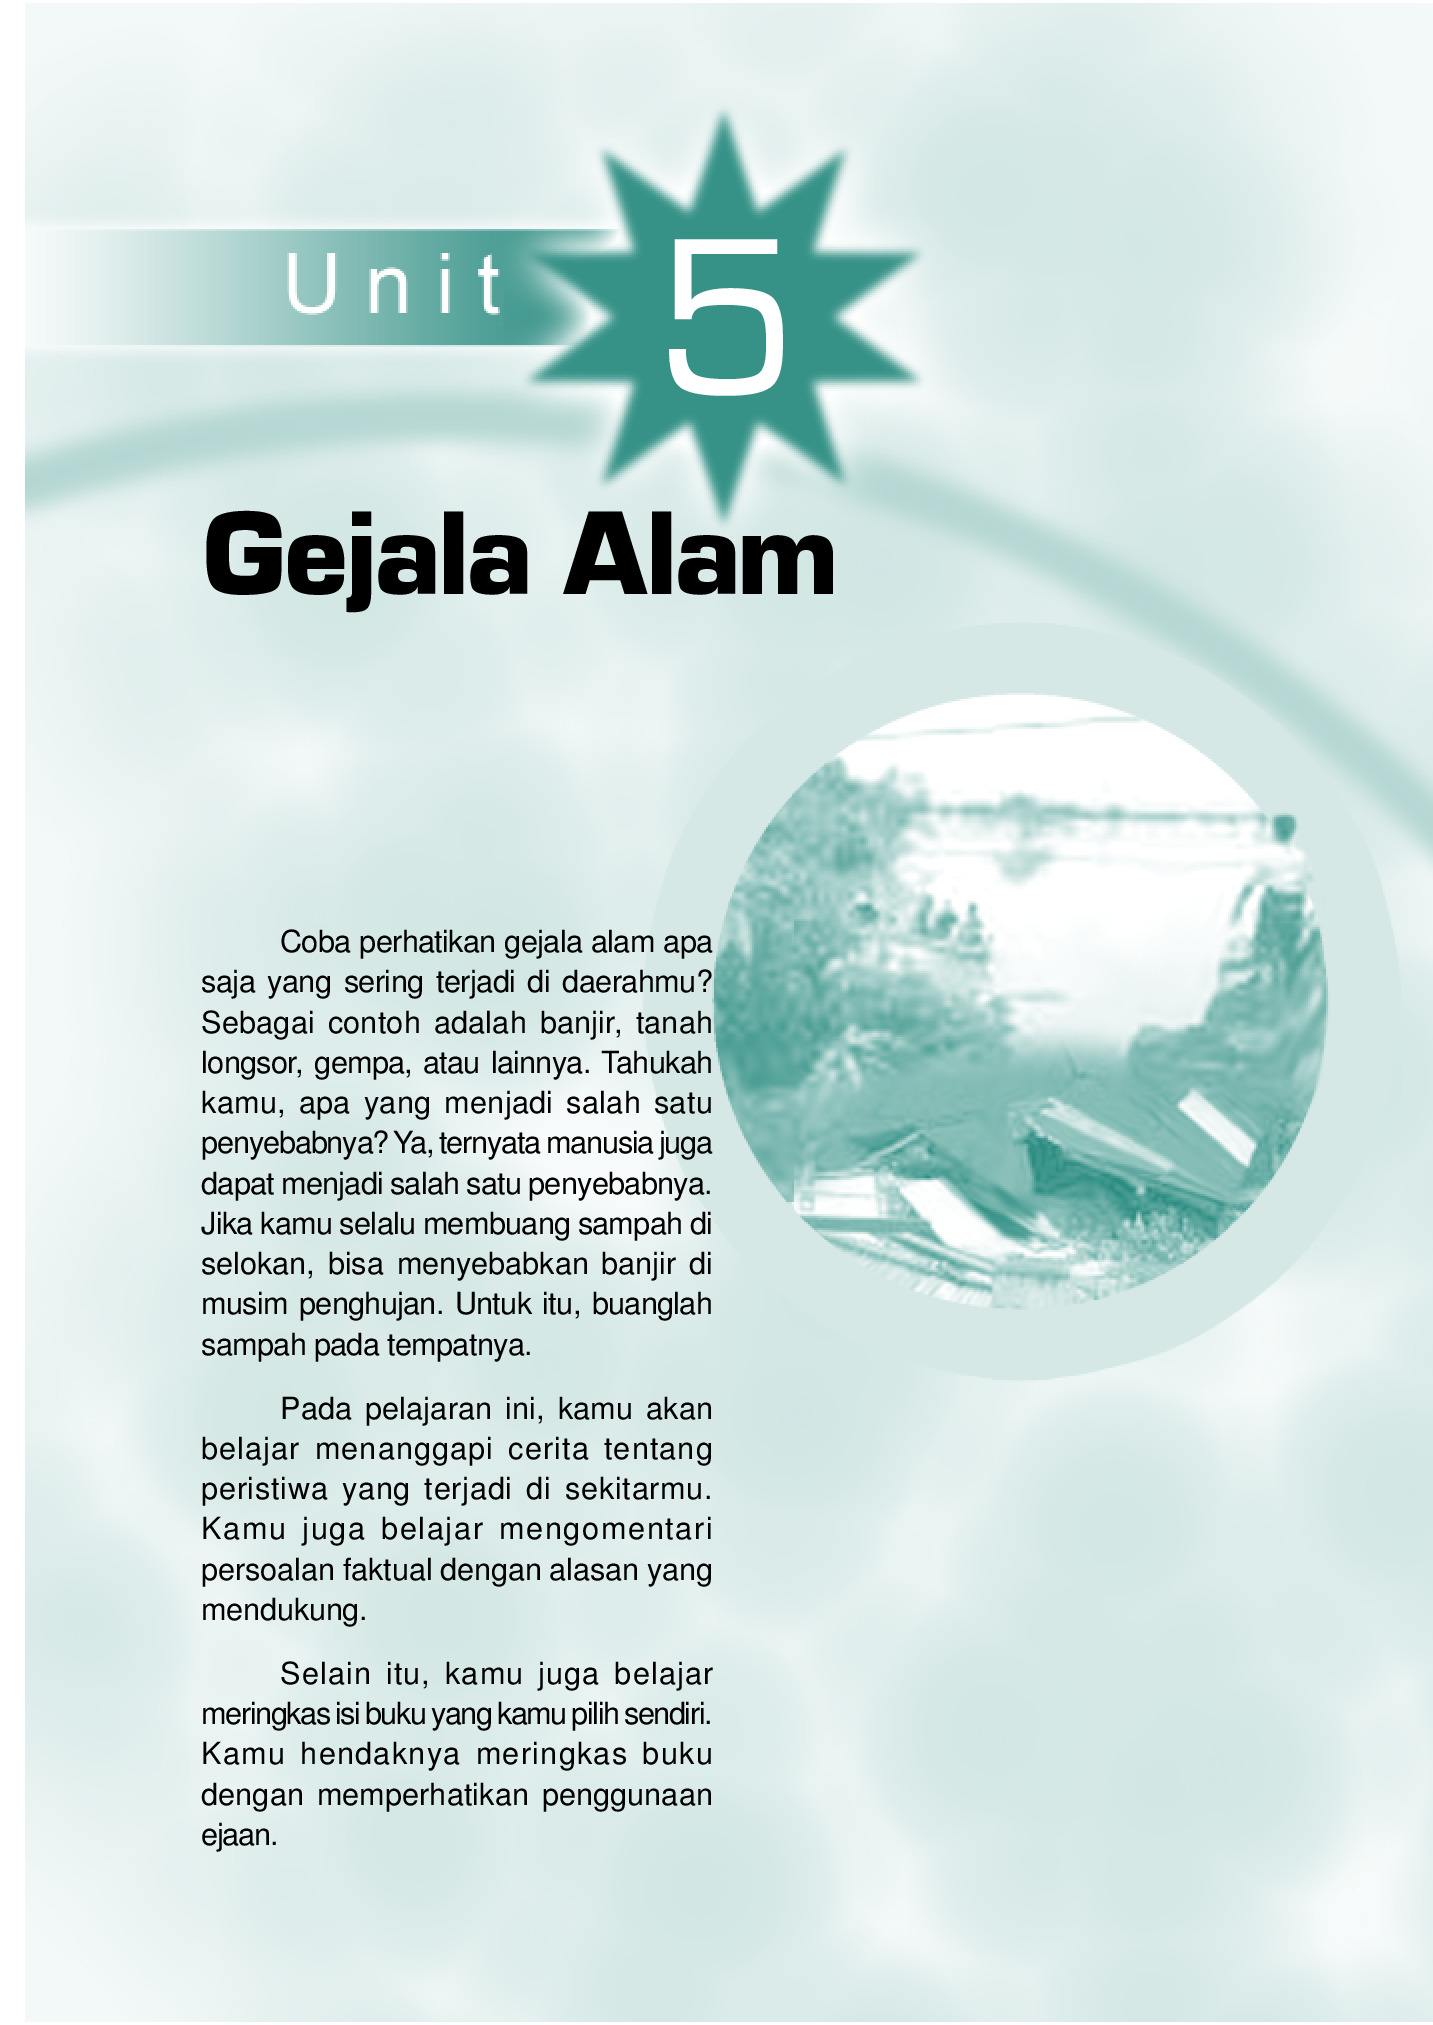 Unit 5
Gejala Alam
Coba perhatikan gejala alam apa
saja yang sering terjadi di daerahmu?
Sebagai contoh adalah banjir, tanah
longsor, gempa, atau lainnya. Tahukah
kamu, apa yang menjadi salah satu
penyebabnya? Ya, ternyata manusia juga
dapat menjadi salah satu penyebabnya.
Jika kamu selalu membuang sampah di
selokan, bisa menyebabkan banjir di
musim penghujan. Untuk itu, buanglah
sampah pada tempatnya.
Pada pelajaran ini, kamu akan
belajar menanggapi cerita tentang
peristiwa yang terjadi di sekitarmu.
Kamu juga belajar mengomentari
persoalan faktual dengan alasan yang
mendukung.
Selain itu, kamu juga belajar
meringkas isi buku yang kamu pilih sendiri.
Kamu hendaknya meringkas buku
dengan memperhatikan penggunaan
ejaan.